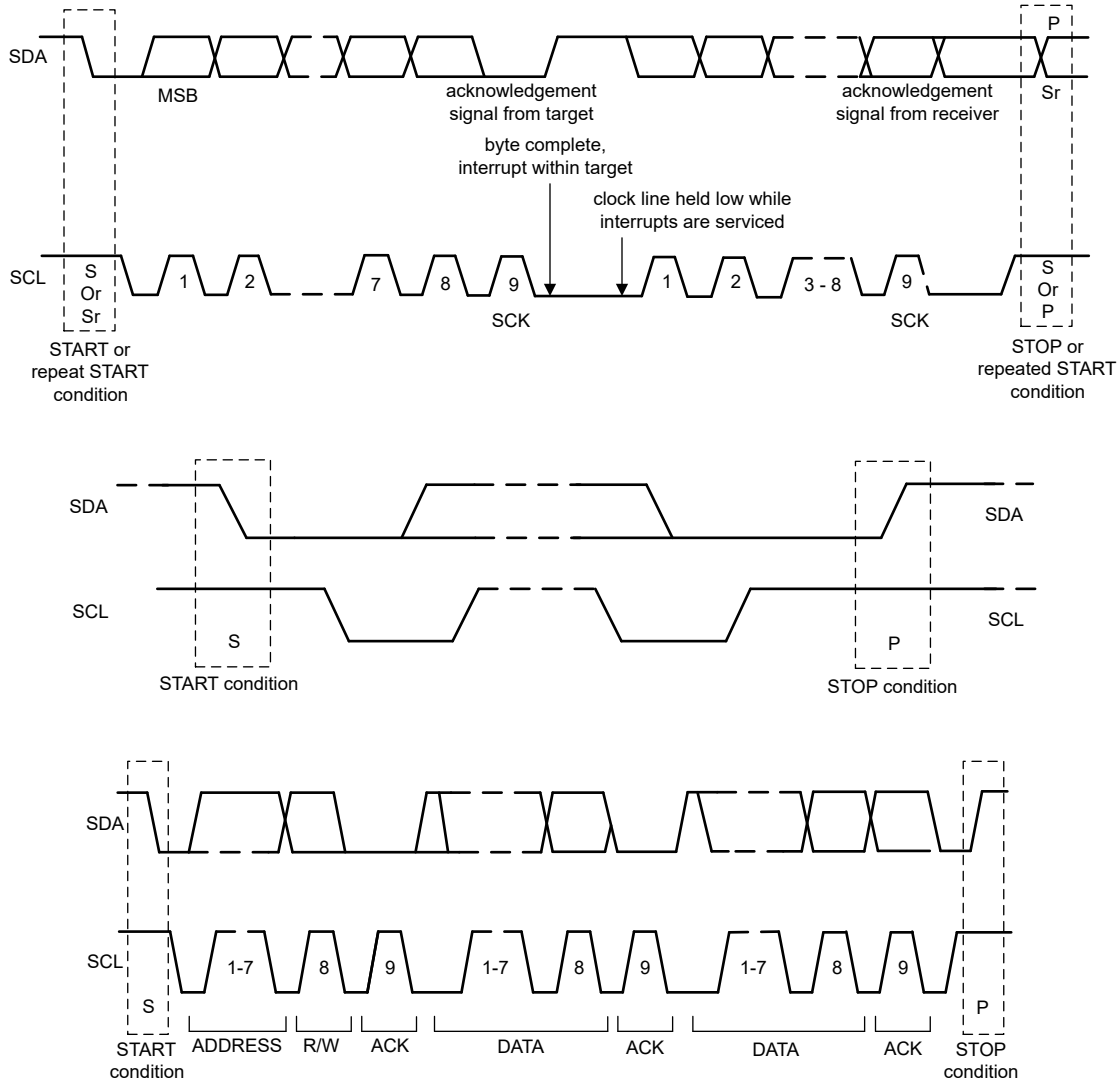 P
SDA
MSB
acknowledgement
signal from target
acknowledgement
signal from receiver
Sr
byte complete,
interrupt within target
clock line held low while
interrupts are serviced
SCL
S
Or
Sr
1
2
7
8
9
1
2
3 - 8
9
S
Or
P
SCK
SCK
START or
repeat START
condition
STOP or
repeated START
condition
SDA
SDA
SCL
SCL
S
P
START condition
STOP condition
SDA
SCL
1-7
8
9
1-7
8
9
1-7
8
9
S
P
START
condition
ADDRESS
R/W
ACK
DATA
ACK
DATA
ACK
STOP
condition